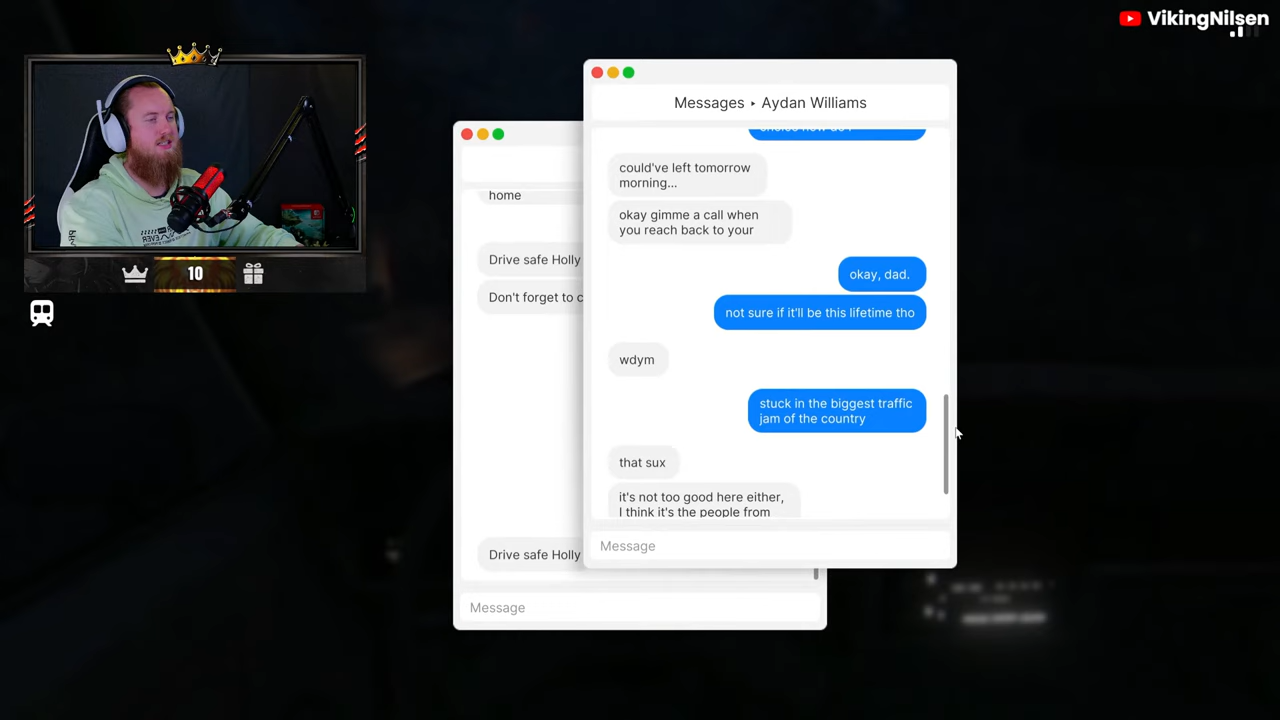 VikingNilsen
10
Messages ▸ Aydan Williams
could've left tomorrow
morning...
okay gimme a call when
you reach back to your
okay, dad.
not sure if it'll be this lifetime tho
wdym
stuck in the biggest traffic
jam of the country
that sux
it's not too good here either,
I think it's the people from
Message
home
Drive safe Holly
Don't forget to c
Drive safe Holly
Message